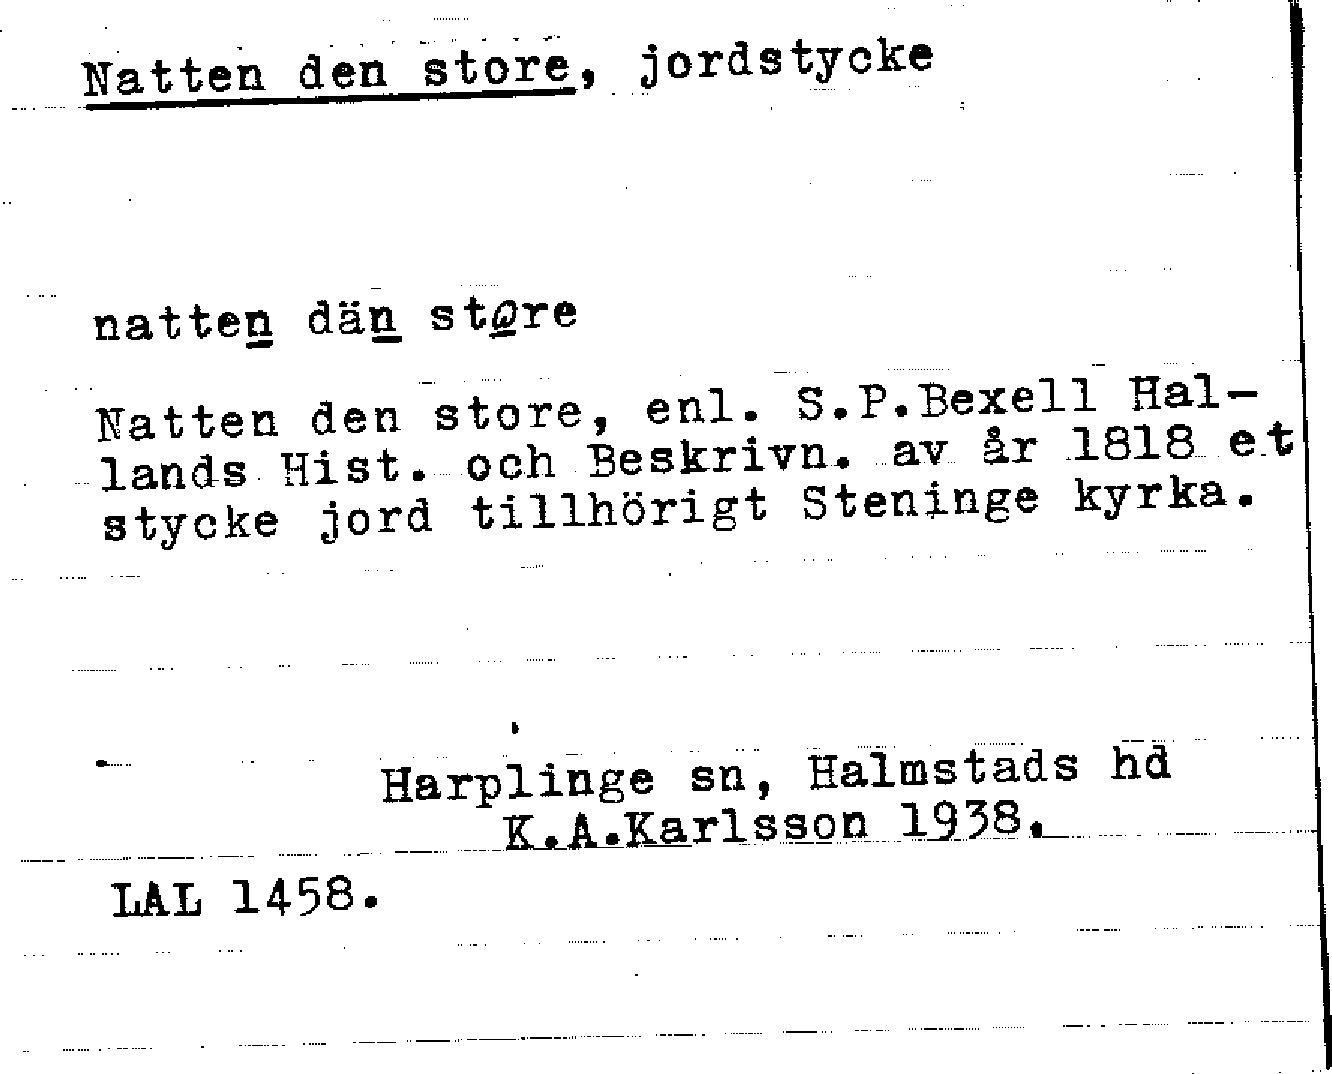 Natten den store, jordstycke
natten dän støre
Natten den store, enl. S.P.Bexell Hal-
lands Hist. och Beskrivn. av år 1818 et
stycke jord tillhörigt Steninge kyrka.
Harplinge sn, Halmstads hd
K.A.Karlsson 1938.
LAL 1458.